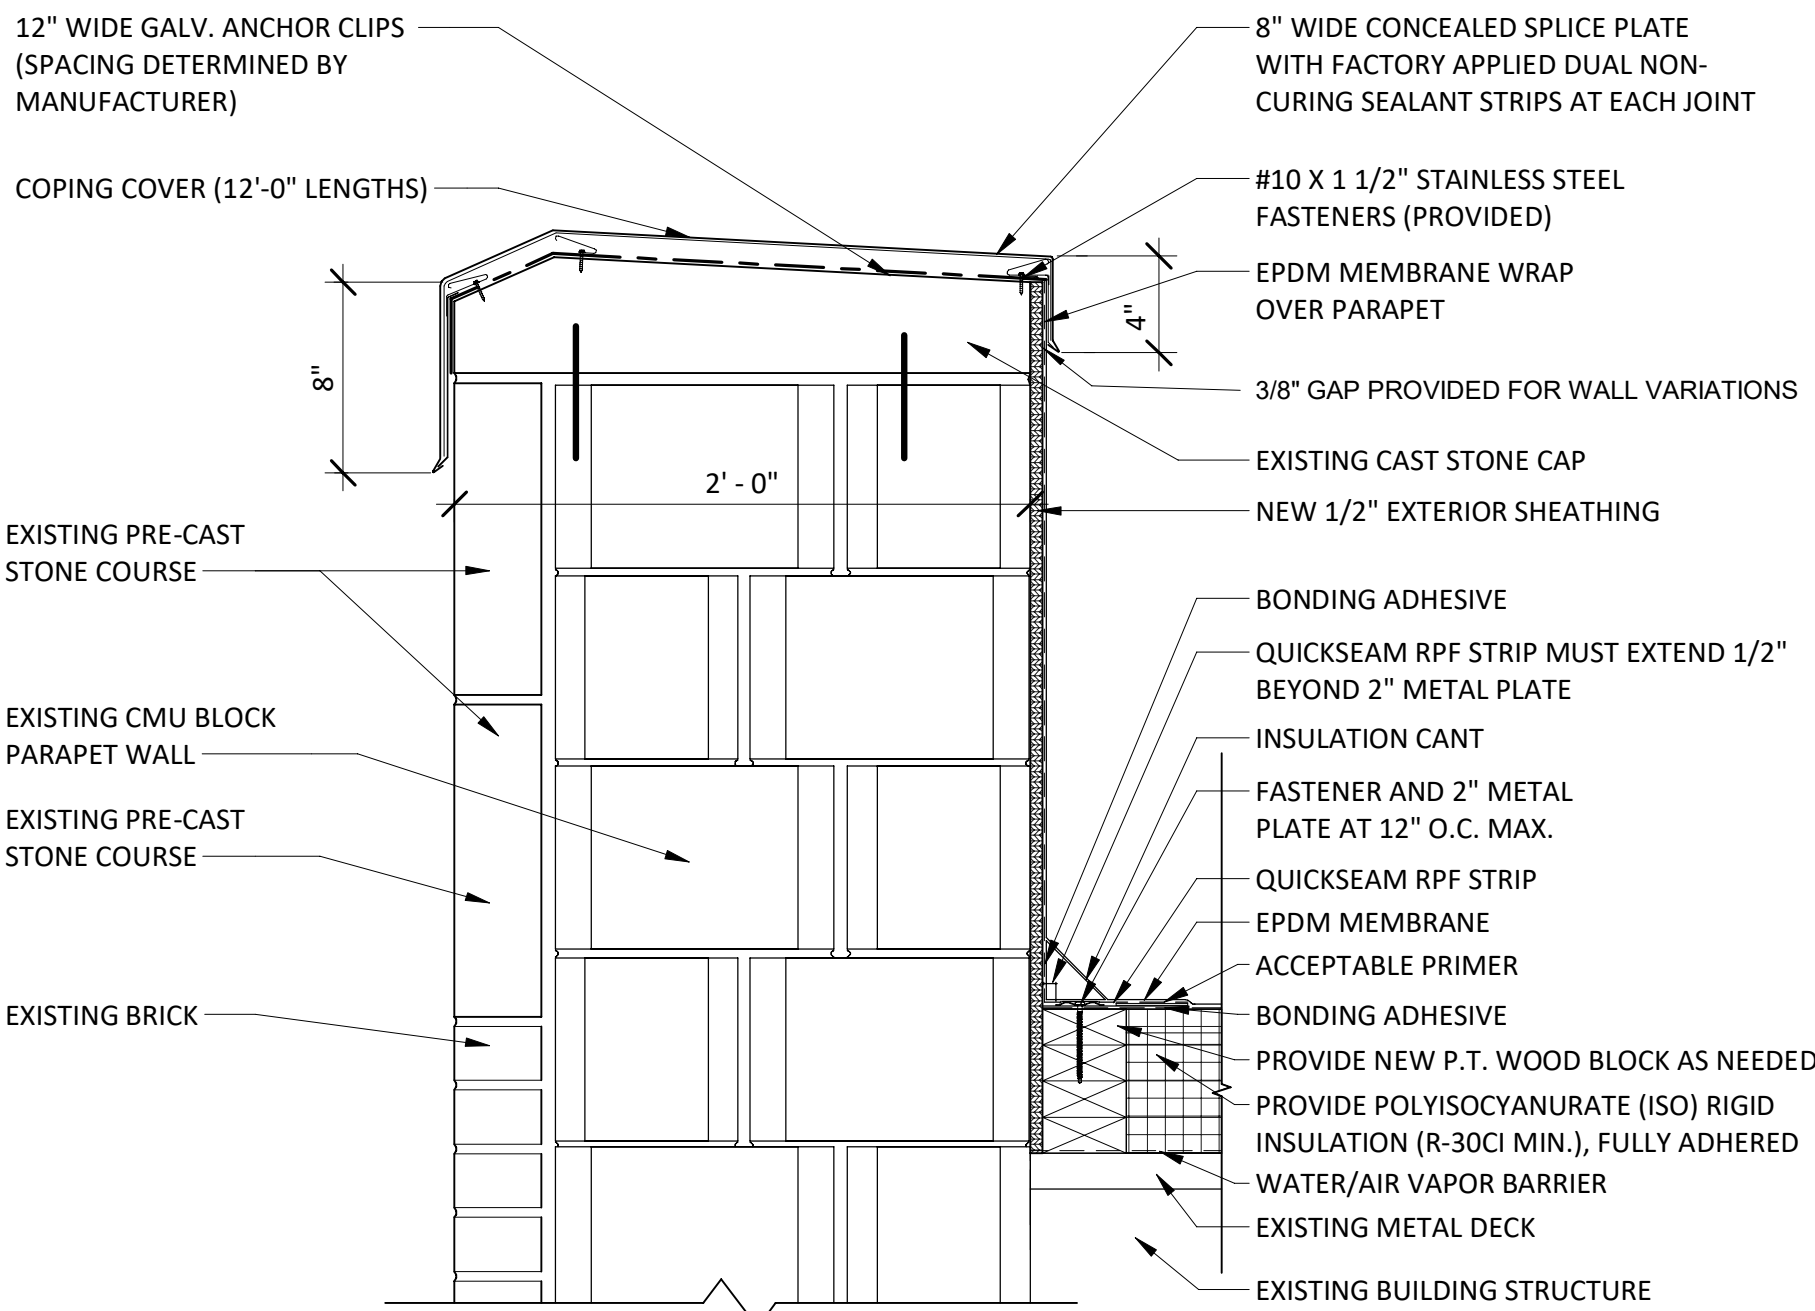 12" WIDE GALV. ANCHOR CLIPS
(SPACING DETERMINED BY
MANUFACTURER)
COPING COVER (12'-0" LENGTHS)
8"
EXISTING PRE-CAST
STONE COURSE
EXISTING CMU BLOCK
PARAPET WALL
EXISTING PRE-CAST
STONE COURSE
EXISTING BRICK
2' - 0"
4"
8" WIDE CONCEALED SPLICE PLATE
WITH FACTORY APPLIED DUAL NON-
CURING SEALANT STRIPS AT EACH JOINT
#10 X 1 1/2" STAINLESS STEEL
FASTENERS (PROVIDED)
EPDM MEMBRANE WRAP
OVER PARAPET
3/8" GAP PROVIDED FOR WALL VARIATIONS
EXISTING CAST STONE CAP
NEW 1/2" EXTERIOR SHEATHING
BONDING ADHESIVE
QUICKSEAM RPF STRIP MUST EXTEND 1/2"
BEYOND 2" METAL PLATE
INSULATION CANT
FASTENER AND 2" METAL
PLATE AT 12" O.C. MAX.
QUICKSEAM RPF STRIP
EPDM MEMBRANE
ACCEPTABLE PRIMER
BONDING ADHESIVE
PROVIDE NEW P.T. WOOD BLOCK AS NEEDED
PROVIDE POLYISOCYANURATE (ISO) RIGID
INSULATION (R-30CI MIN.), FULLY ADHERED
WATER/AIR VAPOR BARRIER
EXISTING METAL DECK
EXISTING BUILDING STRUCTURE